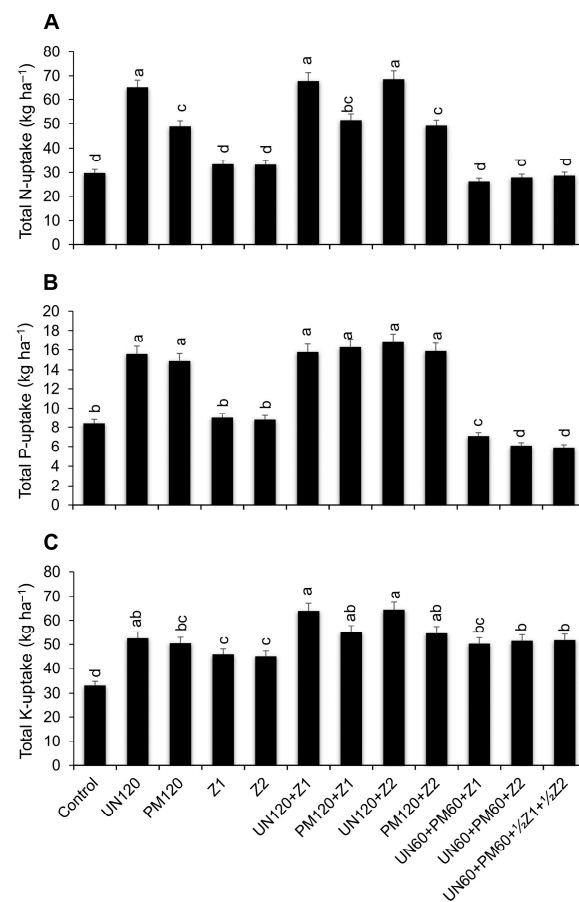 A
Total N-uptake (kg ha⁻¹)
80
70
60
50
40
30
20
10
0
d
a
c
d
d
a
bc
a
c
d
d
d
B
Total P-uptake (kg ha⁻¹)
20
18
16
14
12
10
8
6
4
2
0
b
a
a
b
b
a
a
a
a
c
d
d
C
Total K-uptake (kg ha⁻¹)
80
70
60
50
40
30
20
10
0
d
ab
bc
c
c
a
ab
a
ab
bc
b
b
Control
UN120
PM120
Z1
Z2
UN120+Z1
PM120+Z1
UN120+Z2
PM120+Z2
UN60+PM60+Z1
UN60+PM60+Z2
UN60+PM60+½Z1+½Z2